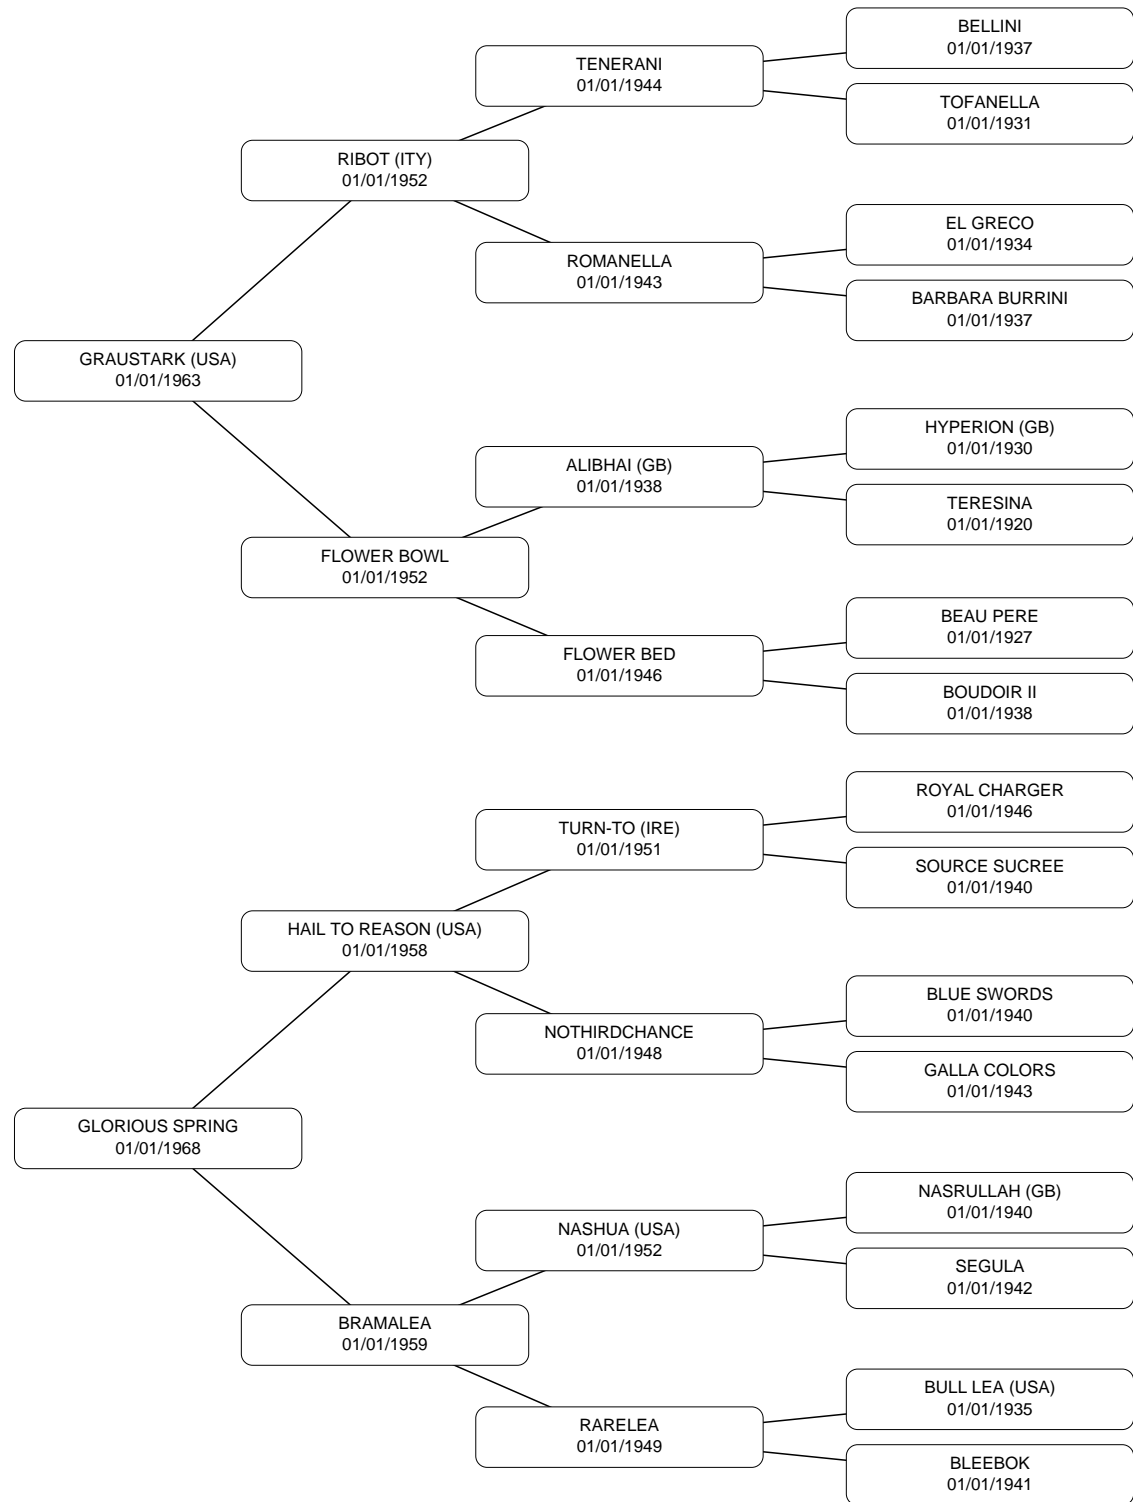 BELLINI
01/01/1937
TENERANI
01/01/1944
TOFANELLA
01/01/1931
RIBOT (ITY)
01/01/1952
EL GRECO
01/01/1934
ROMANELLA
01/01/1943
BARBARA BURRINI
01/01/1937
GRAUSTARK (USA)
01/01/1963
HYPERION (GB)
01/01/1930
ALIBHAI (GB)
01/01/1938
TERESINA
01/01/1920
FLOWER BOWL
01/01/1952
BEAU PERE
01/01/1927
FLOWER BED
01/01/1946
BOUDOIR II
01/01/1938
ROYAL CHARGER
01/01/1946
TURN-TO (IRE)
01/01/1951
SOURCE SUCREE
01/01/1940
HAIL TO REASON (USA)
01/01/1958
BLUE SWORDS
01/01/1940
NOTHIRDCHANCE
01/01/1948
GALLA COLORS
01/01/1943
GLORIOUS SPRING
01/01/1968
NASRULLAH (GB)
01/01/1940
NASHUA (USA)
01/01/1952
SEGULA
01/01/1942
BRAMALEA
01/01/1959
BULL LEA (USA)
01/01/1935
RARELEA
01/01/1949
BLEEBOK
01/01/1941